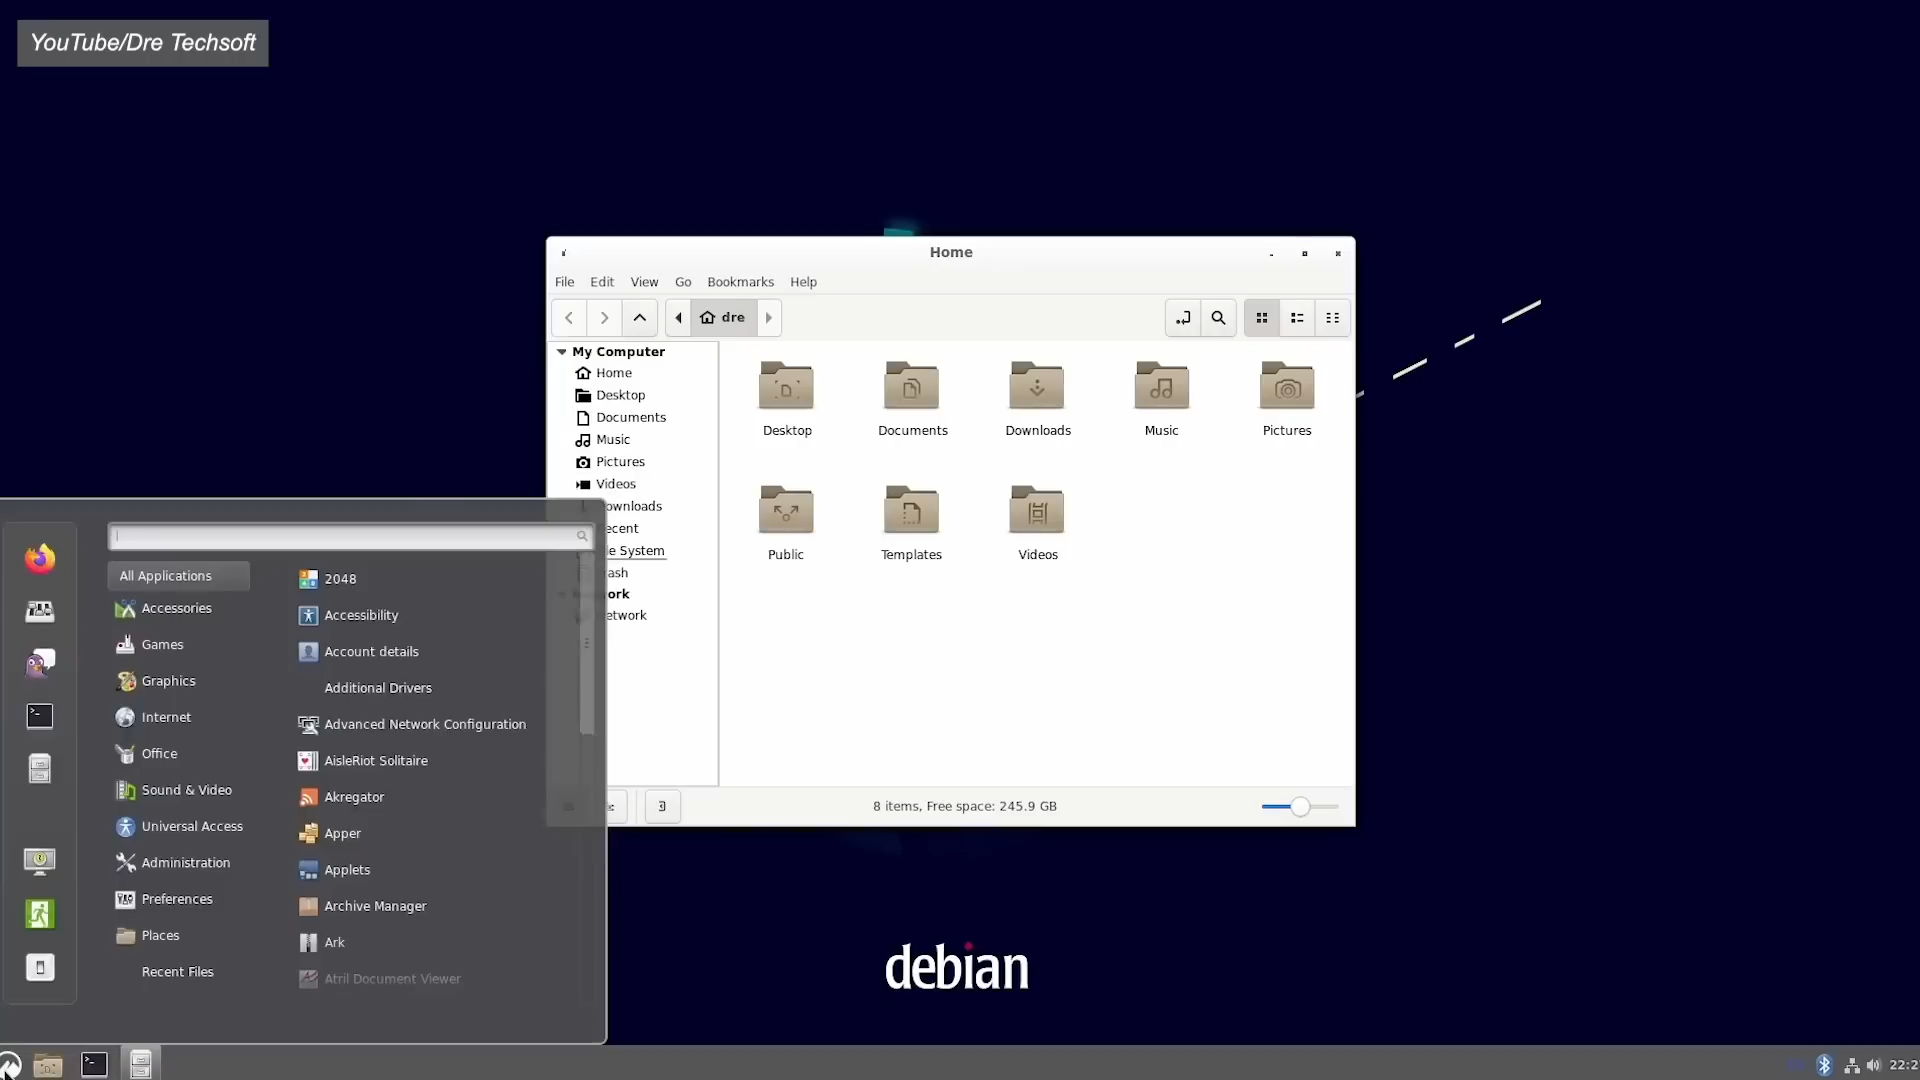 YouTube/Dre Techsoft
Home
File Edit View Go Bookmarks Help
dre
My Computer
Home
Desktop
Documents
Music
Pictures
Videos
ownloads
ecent
e System
ash
ork
etwork
Desktop Documents Downloads Music Pictures
Public Templates Videos
8 items, Free space: 245.9 GB
All Applications
Accessories
Games
Graphics
Internet
Office
Sound & Video
Universal Access
Administration
Preferences
Places
Recent Files
2048
Accessibility
Account details
Additional Drivers
Advanced Network Configuration
AisleRiot Solitaire
Akregator
Apper
Applets
Archive Manager
Ark
Atril Document Viewer
debian
22:2